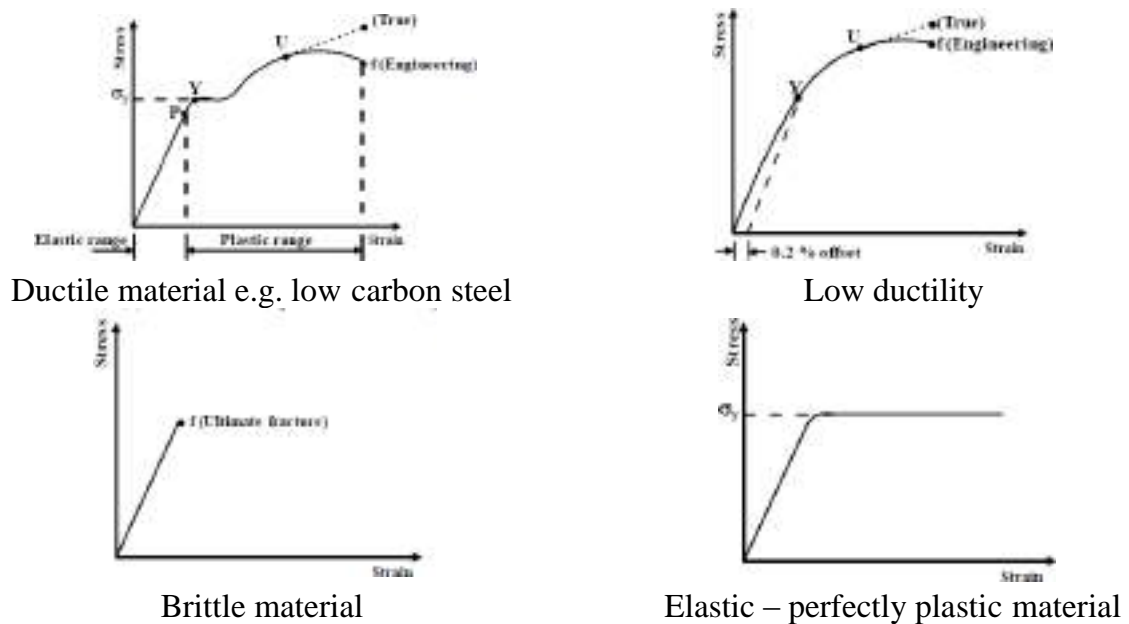 Stress
(True)
U
f (Engineering)
Y
σy
P
Elastic range
Plastic range
Strain
Ductile material e.g. low carbon steel
Stress
(True)
U
f (Engineering)
Y
Strain
0.2 % offset
Low ductility
Stress
f (Ultimate fracture)
Strain
Brittle material
Stress
σy
Strain
Elastic – perfectly plastic material